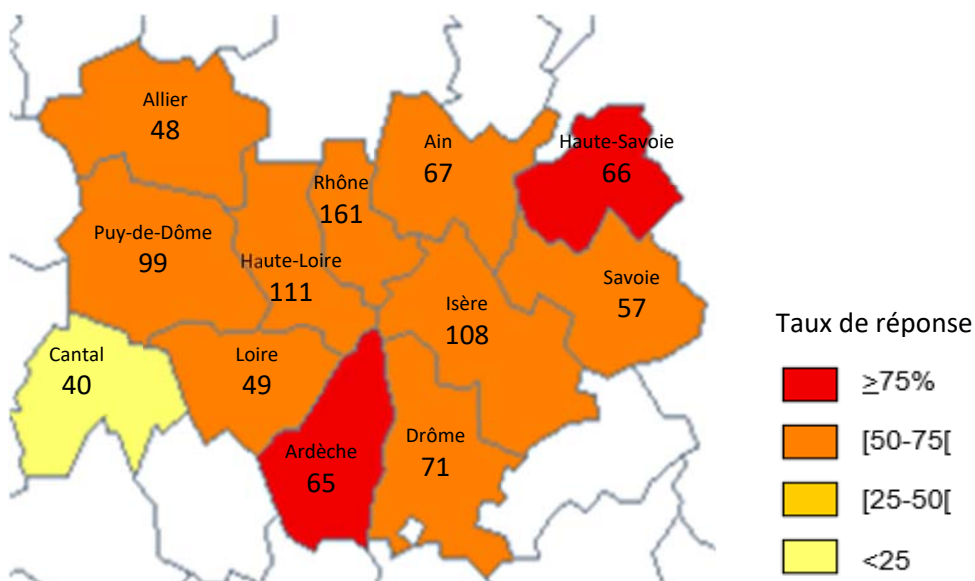 Allier
48
Ain
67
Haute-Savoie
66
Rhône
161
Puy-de-Dôme
99
Haute-Loire
111
Savoie
57
Isère
108
Cantal
40
Loire
49
Drôme
71
Ardèche
65
Taux de réponse
≥75%
[50-75[
[25-50[
<25